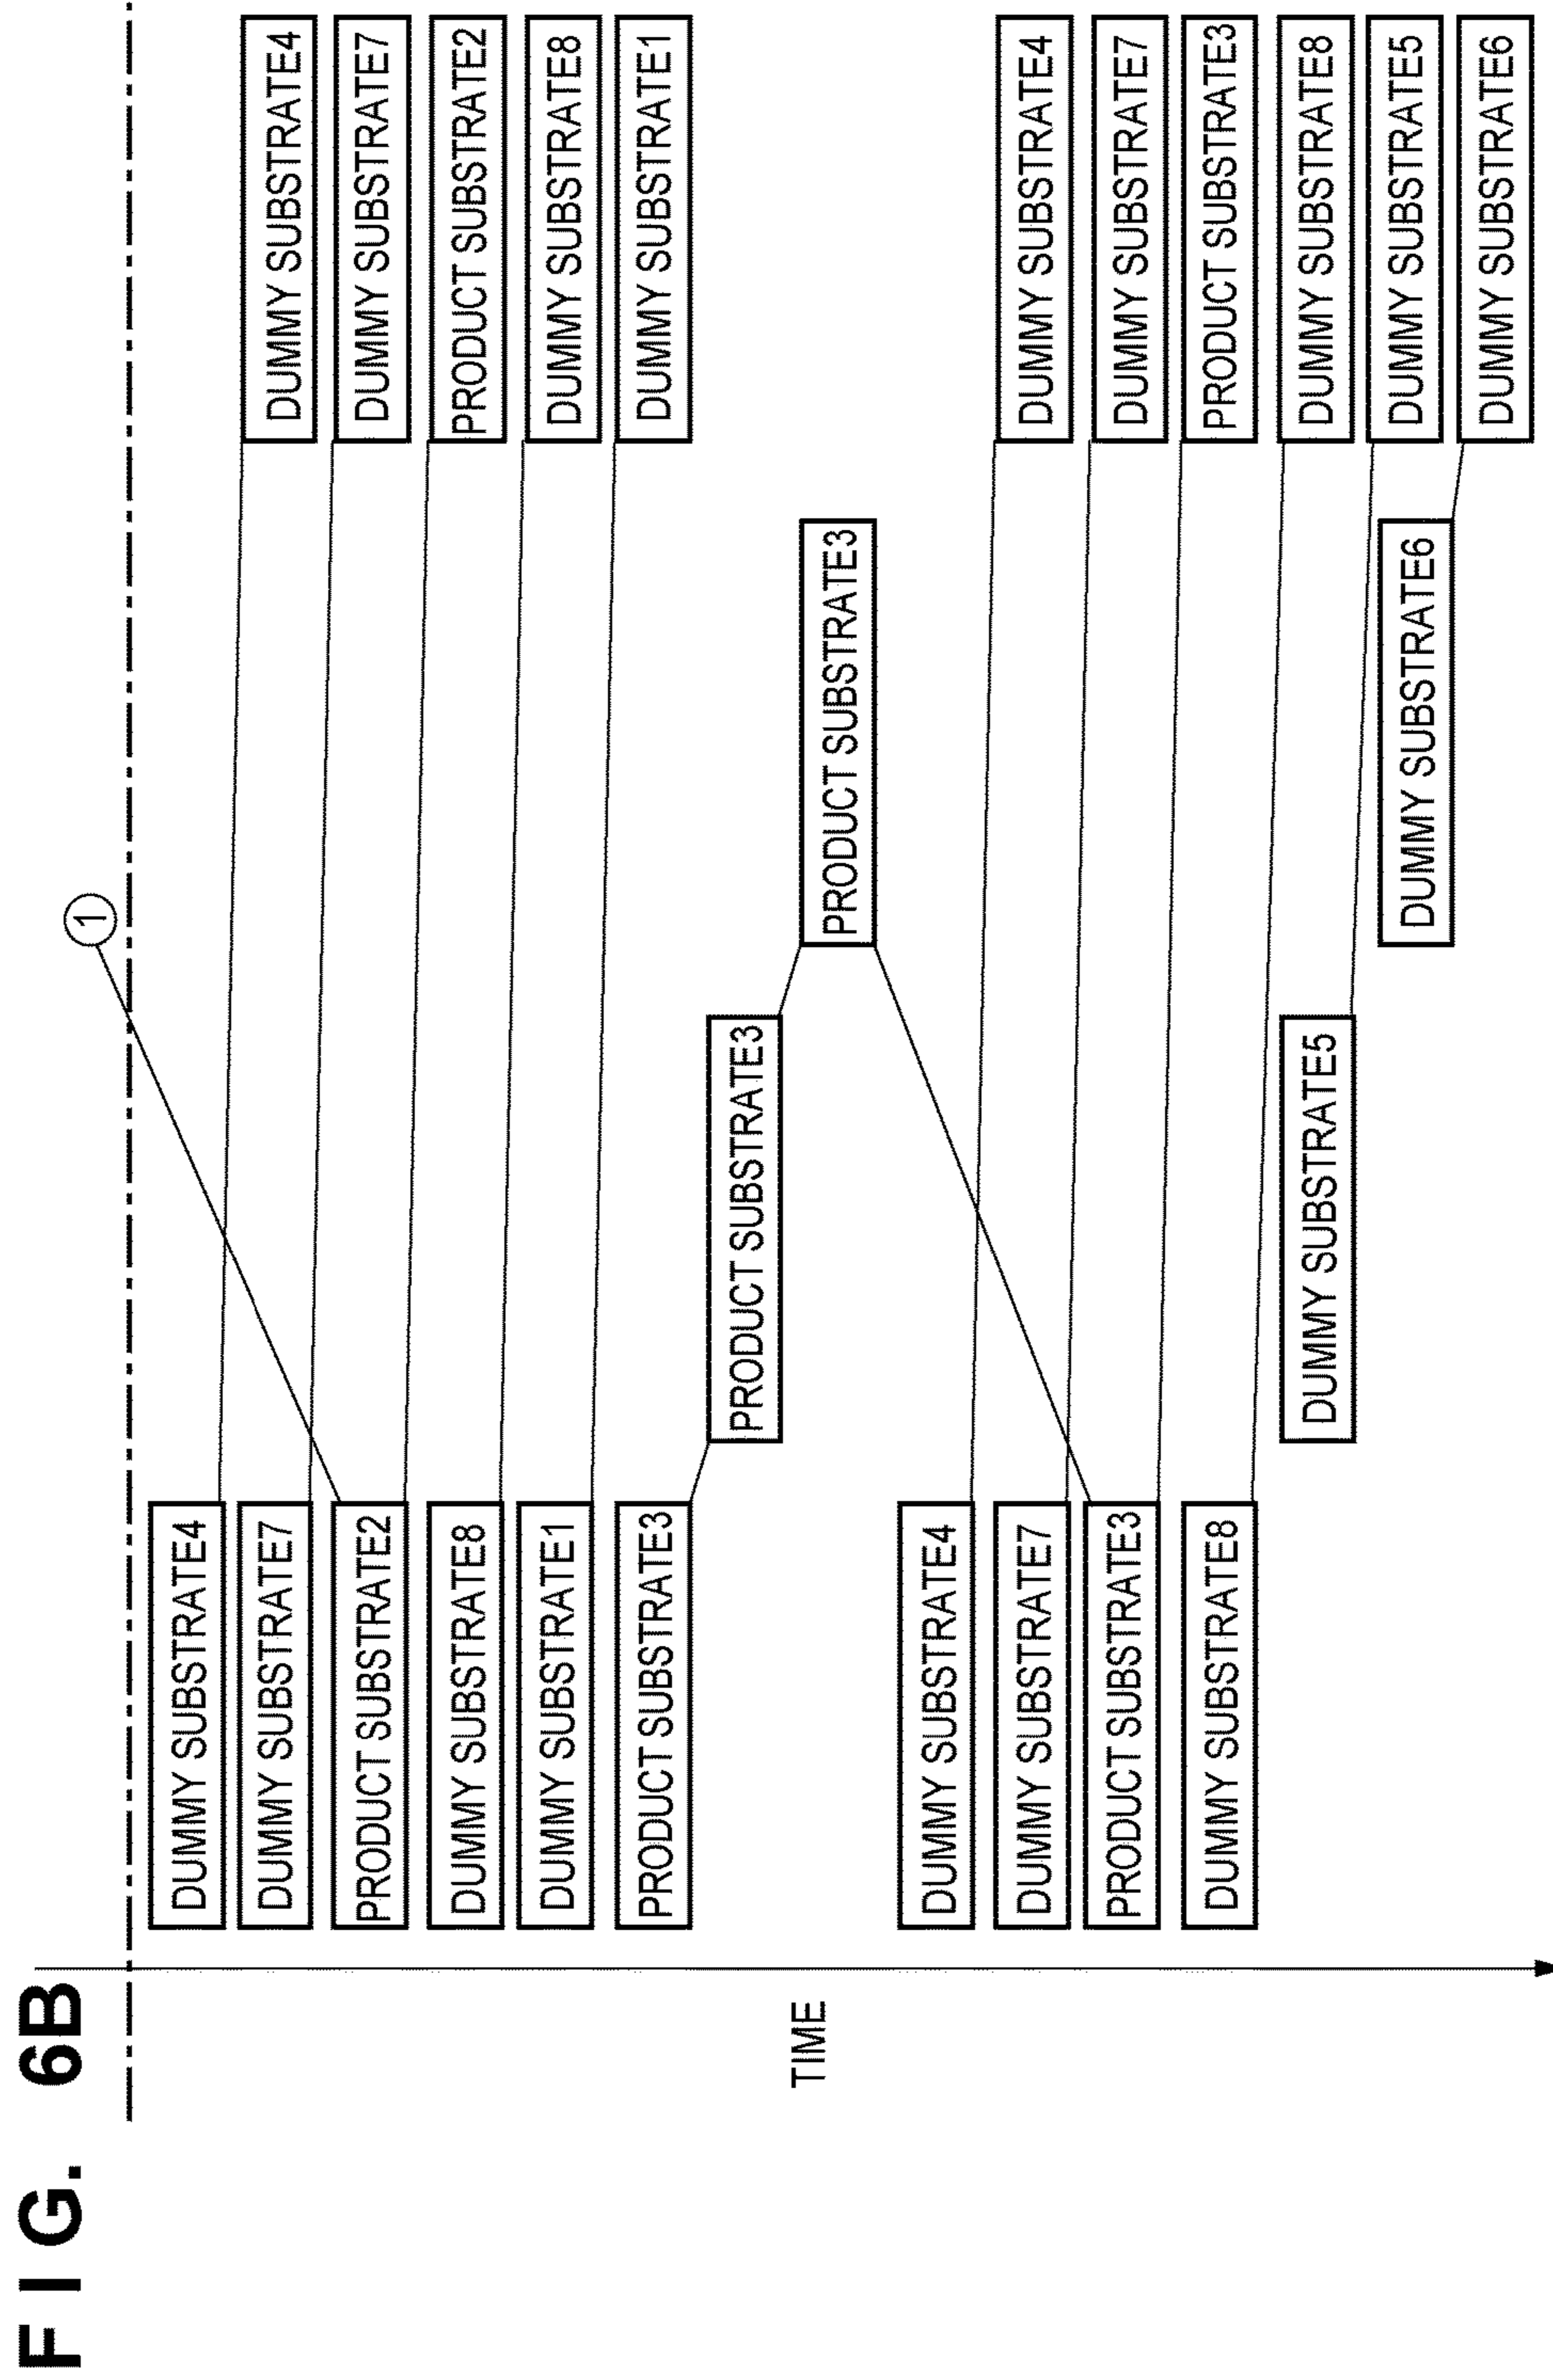 FIG. 6B
1
TIME
DUMMY SUBSTRATE4
DUMMY SUBSTRATE7
PRODUCT SUBSTRATE2
DUMMY SUBSTRATE8
DUMMY SUBSTRATE1
PRODUCT SUBSTRATE3
DUMMY SUBSTRATE4
DUMMY SUBSTRATE7
PRODUCT SUBSTRATE3
DUMMY SUBSTRATE8
PRODUCT SUBSTRATE3
DUMMY SUBSTRATE5
PRODUCT SUBSTRATE3
DUMMY SUBSTRATE6
DUMMY SUBSTRATE4
DUMMY SUBSTRATE7
PRODUCT SUBSTRATE2
DUMMY SUBSTRATE8
DUMMY SUBSTRATE1
DUMMY SUBSTRATE4
DUMMY SUBSTRATE7
PRODUCT SUBSTRATE3
DUMMY SUBSTRATE8
DUMMY SUBSTRATE5
DUMMY SUBSTRATE6